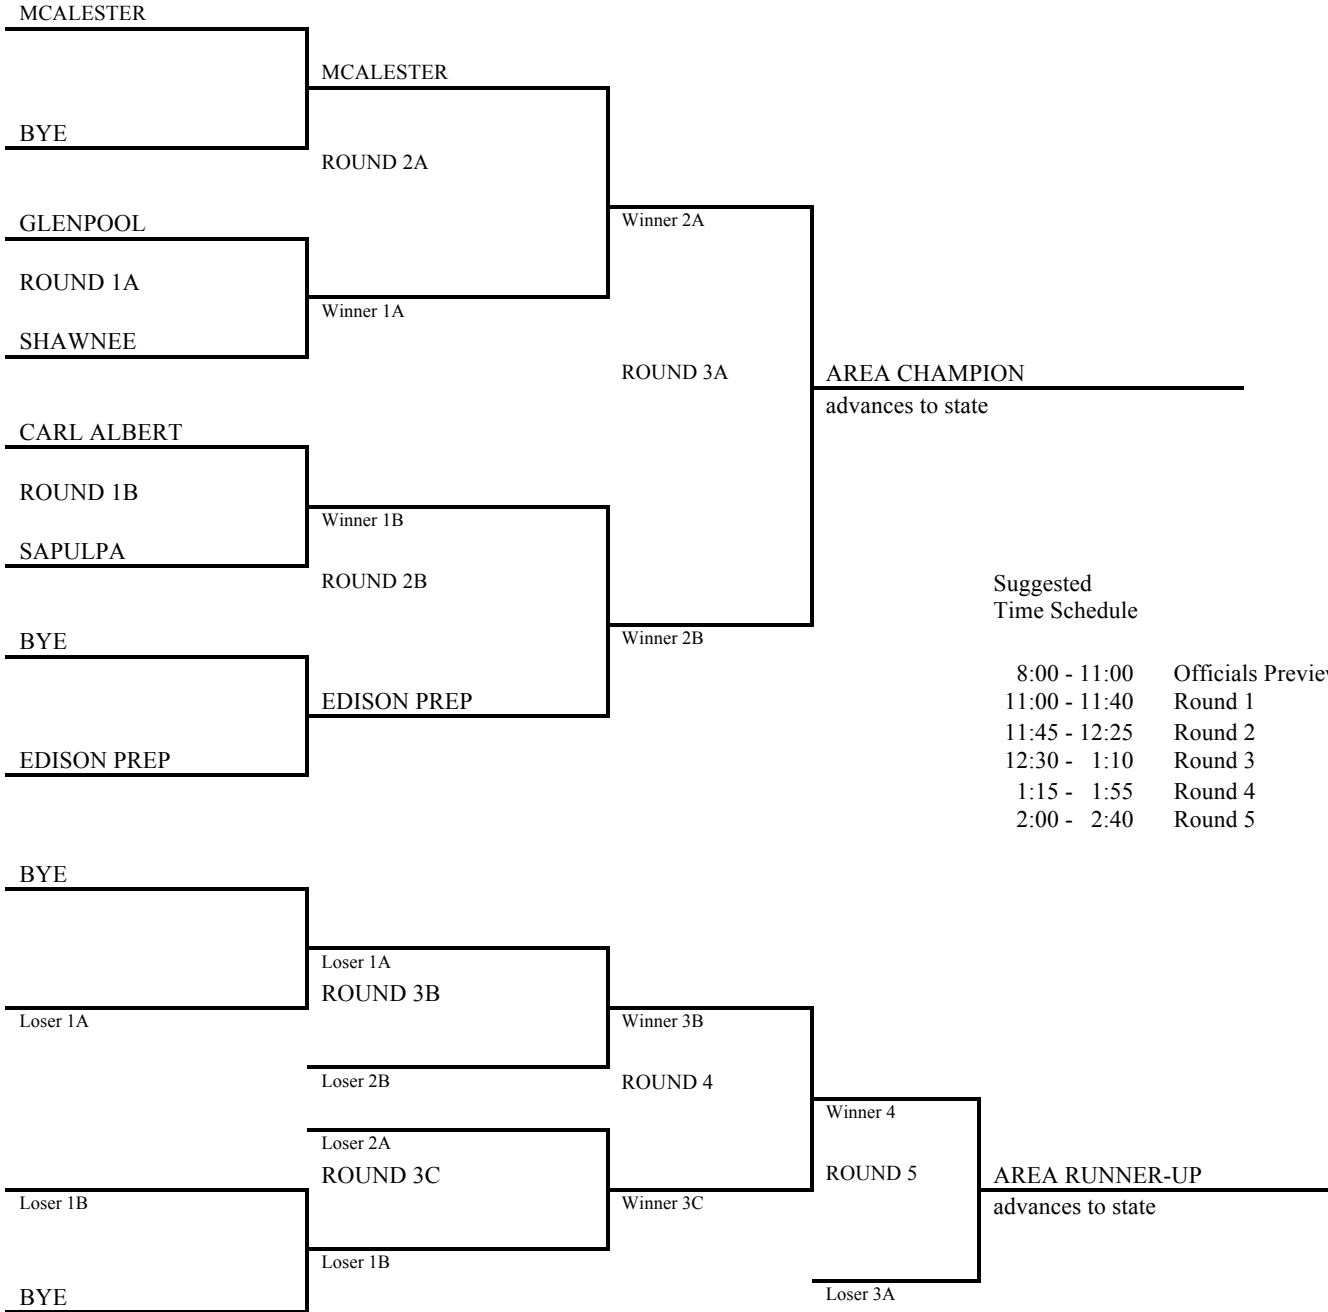 MCALESTER
MCALESTER
BYE
ROUND 2A
GLENPOOL
Winner 2A
ROUND 1A
Winner 1A
SHAWNEE
ROUND 3A
AREA CHAMPION
advances to state
CARL ALBERT
ROUND 1B
Winner 1B
SAPULPA
ROUND 2B
Suggested
Time Schedule
BYE
Winner 2B
8:00 - 11:00 Officials Previe
EDISON PREP
11:00 - 11:40 Round 1
11:45 - 12:25 Round 2
EDISON PREP
12:30 - 1:10 Round 3
1:15 - 1:55 Round 4
2:00 - 2:40 Round 5
BYE
Loser 1A
ROUND 3B
Loser 1A
Winner 3B
Loser 2B
ROUND 4
Winner 4
Loser 2A
ROUND 3C
ROUND 5
AREA RUNNER-UP
Loser 1B
Winner 3C
advances to state
Loser 1B
BYE
Loser 3A